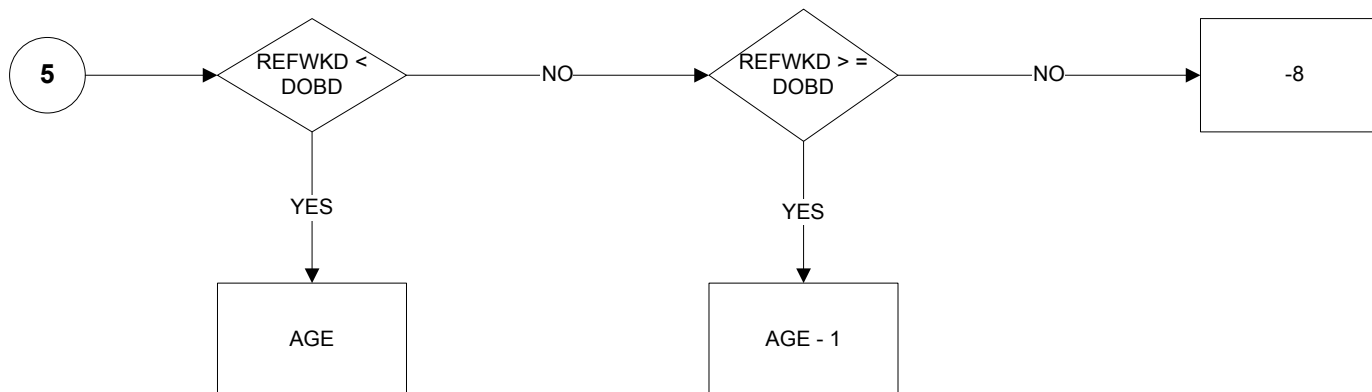 5
REFWKD <
DOBD
NO
REFWKD > =
DOBD
NO
-8
YES
YES
AGE
AGE - 1